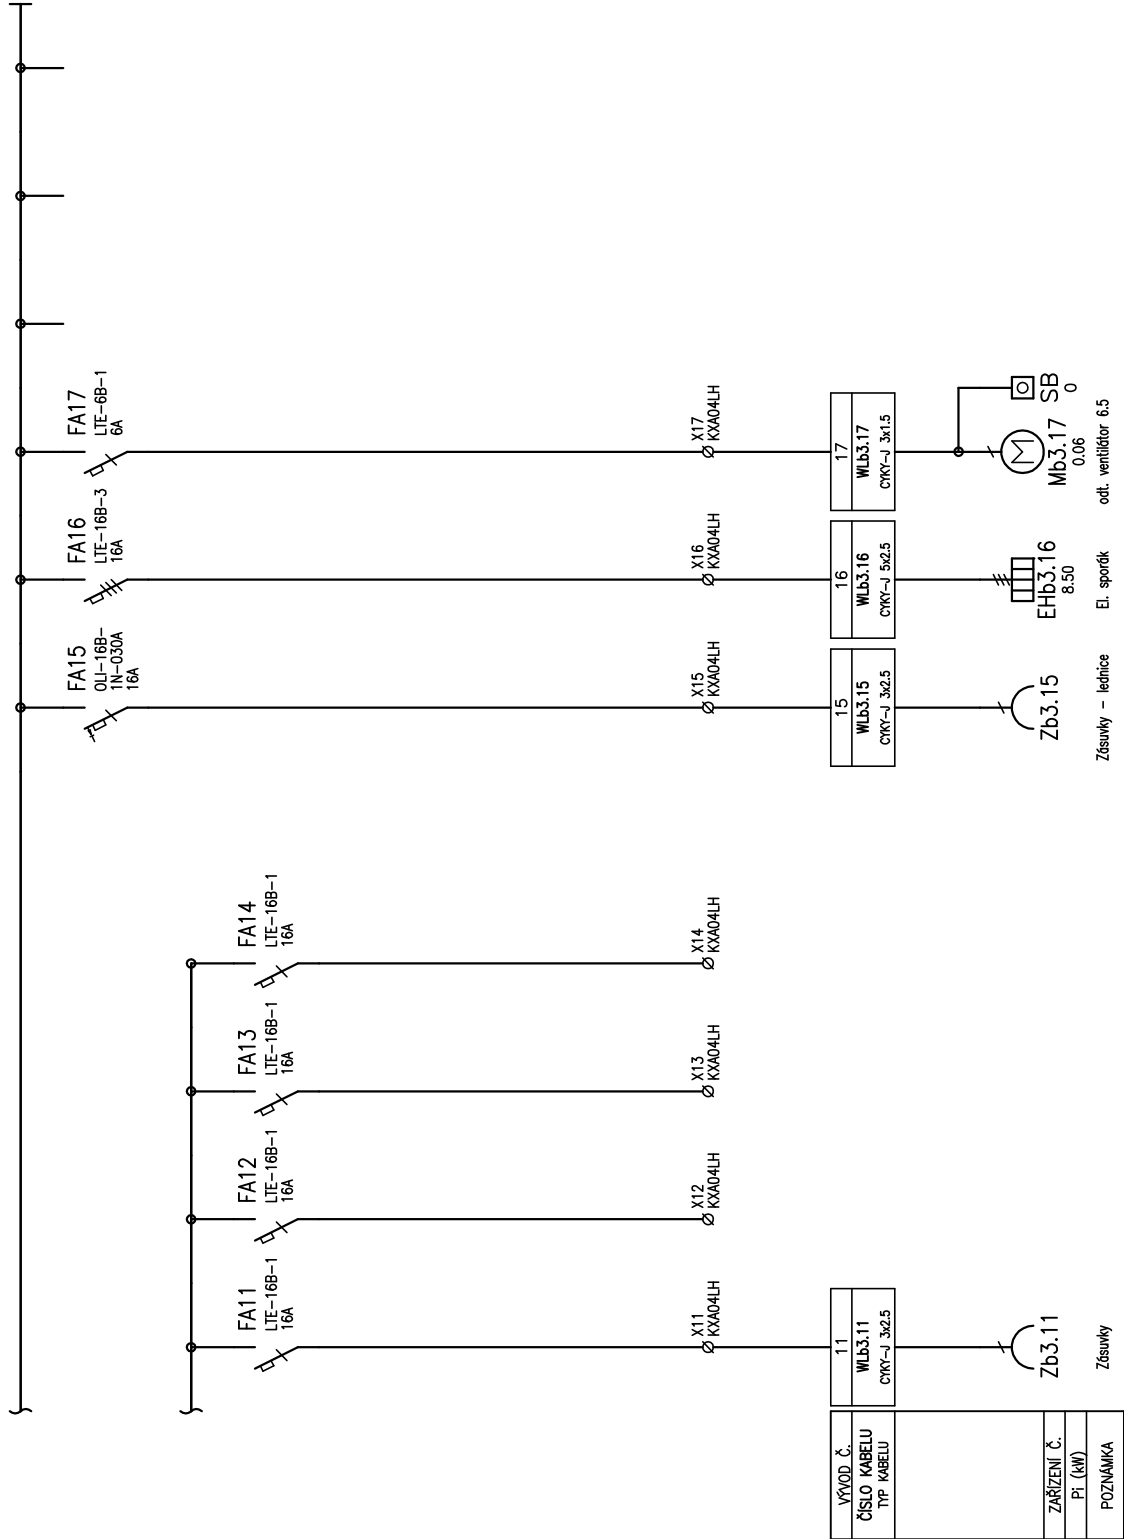 FA11
LTE-16B-1
16A
FA12
LTE-16B-1
16A
FA13
LTE-16B-1
16A
FA14
LTE-16B-1
16A
FA15
OLI-16B-
1N-030A
16A
FA16
LTE-16B-3
16A
FA17
LTE-6B-1
6A
X11
KXA04LH
X12
KXA04LH
X13
KXA04LH
X14
KXA04LH
X15
KXA04LH
X16
KXA04LH
X17
KXA04LH
VÝVOD Č.
ČÍSLO KABELU
TYP KABELU
11
WLb3.11
CYKY-J 3x2.5
15
WLb3.15
CYKY-J 3x2.5
16
WLb3.16
CYKY-J 5x2.5
17
WLb3.17
CYKY-J 3x1.5
M
ZAŘÍZENÍ Č.
Pi (kW)
POZNÁMKA
Zb3.11
Zásuvky
Zb3.15
Zásuvky - lednice
EHb3.16
8.50
El. sporák
Mb3.17
0.06
odt. ventilátor 6.5
SB
0